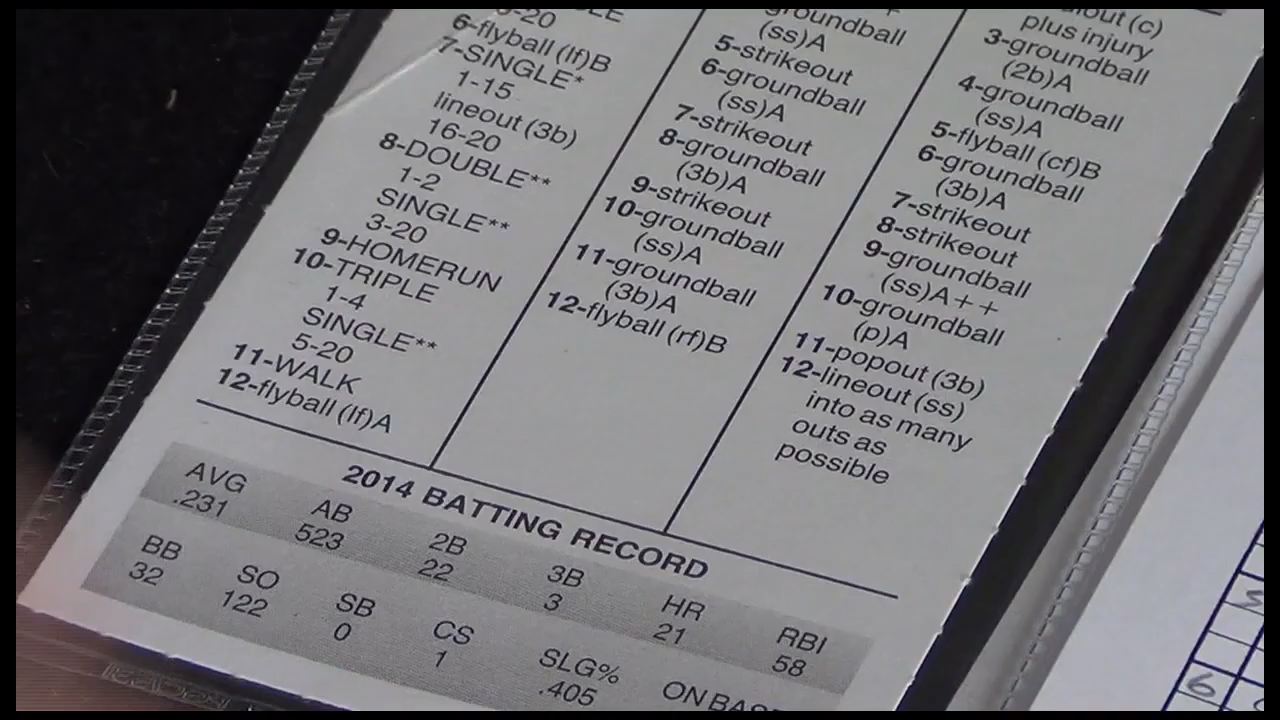 5-20
6-flyball (lf)B
7-SINGLE*
1-15
lineout (3b)
16-20
8-DOUBLE**
1-2
SINGLE**
3-20
9-HOMERUN
10-TRIPLE
1-4
SINGLE**
5-20
11-WALK
12-flyball (lf)A
groundball
(ss)A
5-strikeout
6-groundball
(ss)A
7-strikeout
8-groundball
(3b)A
9-strikeout
10-groundball
(ss)A
11-groundball
(3b)A
12-flyball (rf)B
plus injury
3-groundball
(2b)A
4-groundball
(ss)A
5-flyball (cf)B
6-groundball
(3b)A
7-strikeout
8-strikeout
9-groundball
(ss)A++
10-groundball
(p)A
11-popout (3b)
12-lineout (ss)
into as many
outs as
possible
2014 BATTING RECORD
AVG AB 2B 3B HR RBI
.231 523 22 3 21 58
BB SO SB CS SLG% ON BASE
32 122 0 1 .405
6